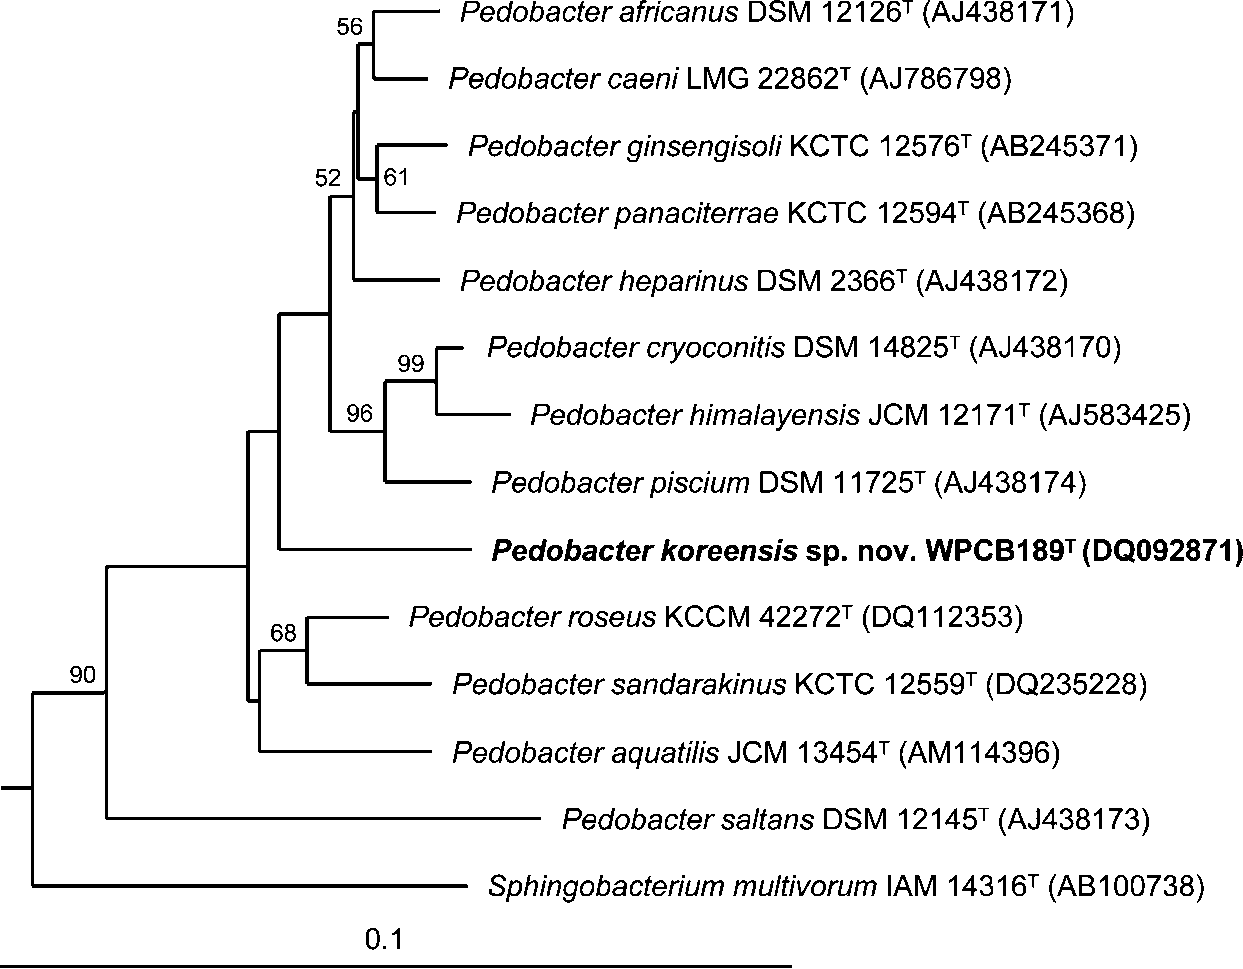 56
Pedobacter africanus DSM 12126ᵀ (AJ438171)
Pedobacter caeni LMG 22862ᵀ (AJ786798)
Pedobacter ginsengisoli KCTC 12576ᵀ (AB245371)
52
61
Pedobacter panaciterrae KCTC 12594ᵀ (AB245368)
Pedobacter heparinus DSM 2366ᵀ (AJ438172)
Pedobacter cryoconitis DSM 14825ᵀ (AJ438170)
99
96
Pedobacter himalayensis JCM 12171ᵀ (AJ583425)
Pedobacter piscium DSM 11725ᵀ (AJ438174)
Pedobacter koreensis sp. nov. WPCB189ᵀ (DQ092871)
Pedobacter roseus KCCM 42272ᵀ (DQ112353)
68
90
Pedobacter sandarakinus KCTC 12559ᵀ (DQ235228)
Pedobacter aquatilis JCM 13454ᵀ (AM114396)
Pedobacter saltans DSM 12145ᵀ (AJ438173)
Sphingobacterium multivorum IAM 14316ᵀ (AB100738)
0.1